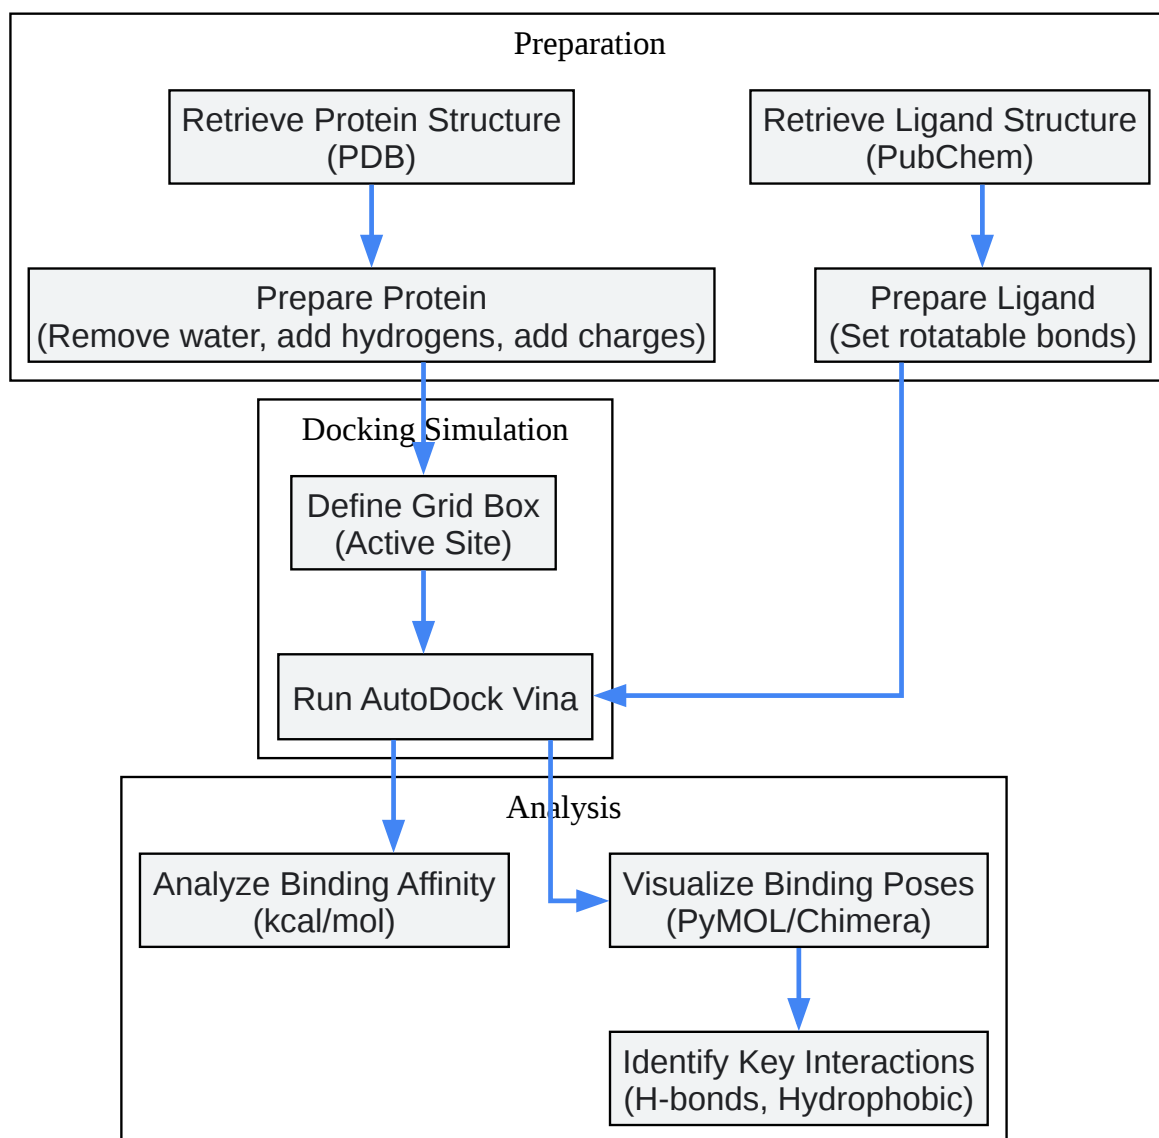 Preparation
Retrieve Protein Structure
(PDB)
Retrieve Ligand Structure
(PubChem)
Prepare Protein
(Remove water, add hydrogens, add charges)
Prepare Ligand
(Set rotatable bonds)
Docking Simulation
Define Grid Box
(Active Site)
Run AutoDock Vina
Analysis
Analyze Binding Affinity
(kcal/mol)
Visualize Binding Poses
(PyMOL/Chimera)
Identify Key Interactions
(H-bonds, Hydrophobic)